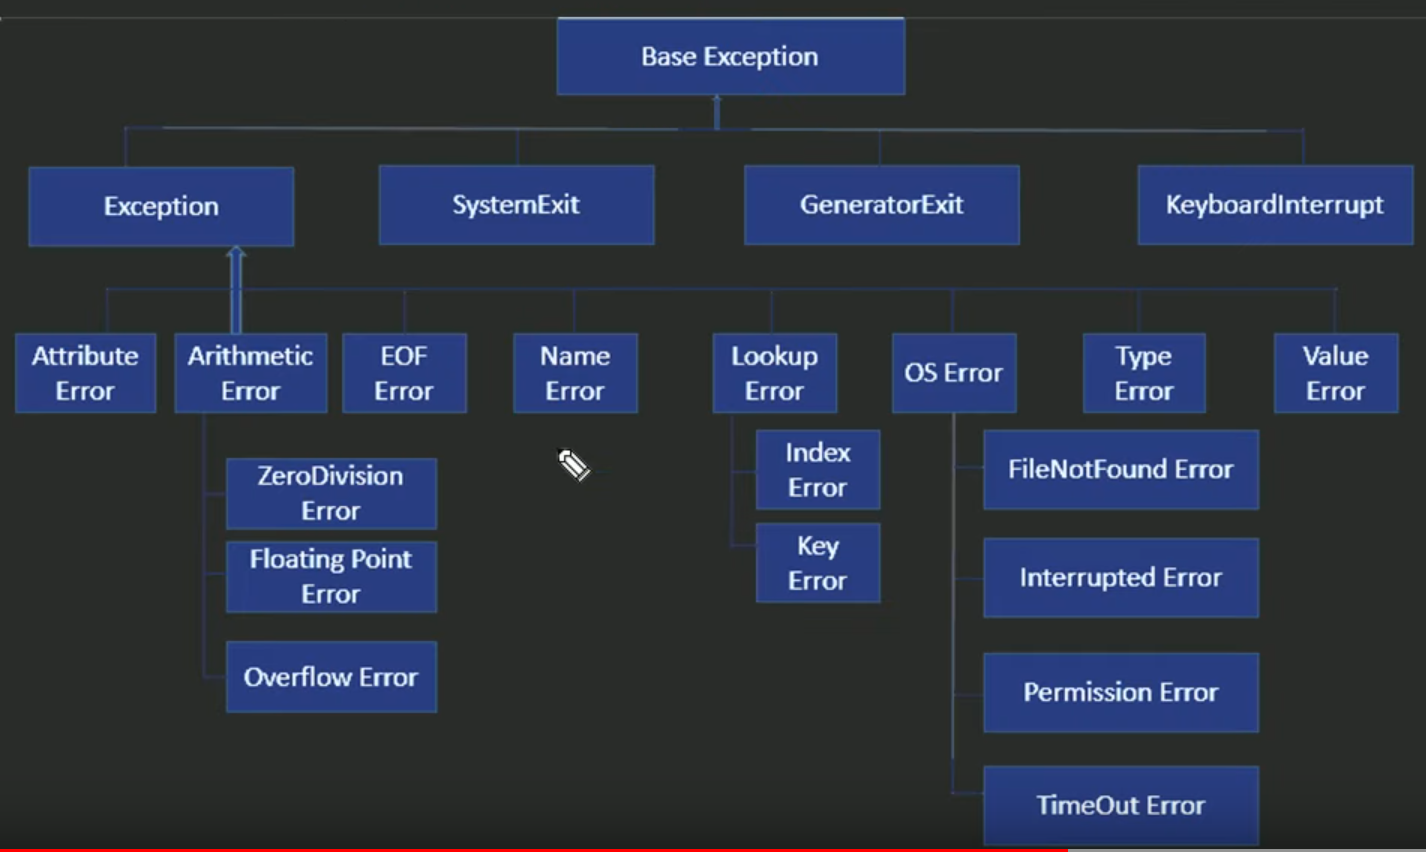 Base Exception
Exception
SystemExit
GeneratorExit
KeyboardInterrupt
Attribute
Error
Arithmetic
Error
EOF
Error
Name
Error
Lookup
Error
OS Error
Type
Error
Value
Error
ZeroDivision
Error
Floating Point
Error
Overflow Error
Index
Error
Key
Error
FileNotFound Error
Interrupted Error
Permission Error
TimeOut Error